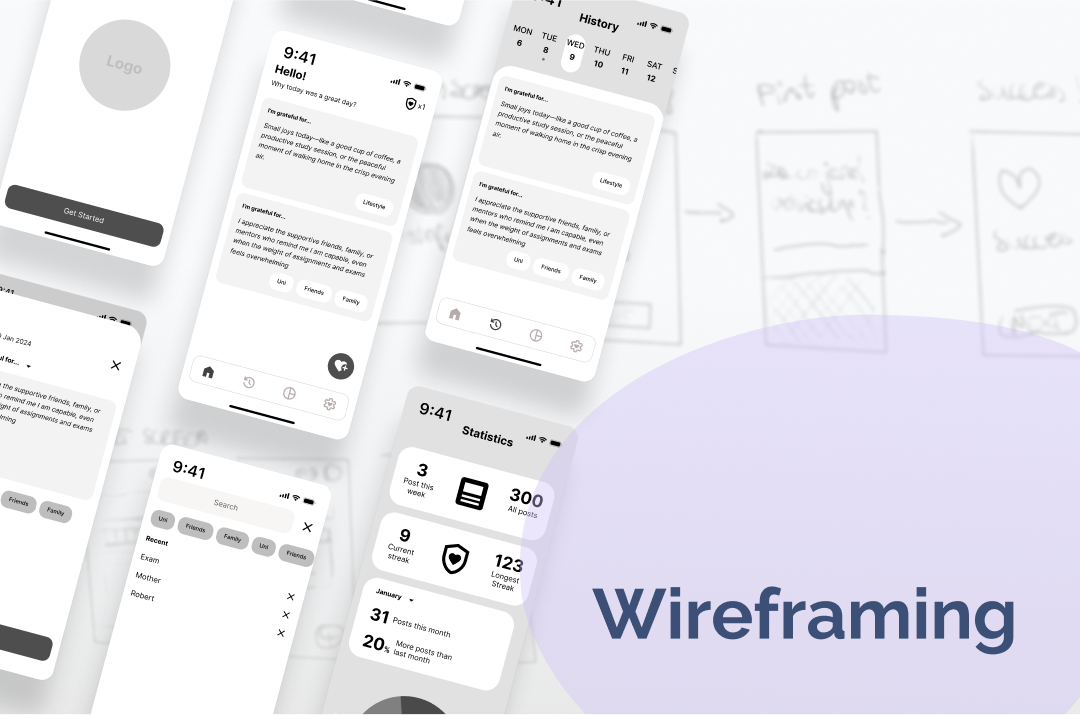 Logo
Get Started
9:41
Hello!
Why today was a great day?
x1
I'm grateful for...
Small joys today—like a good cup of coffee, a
productive study session, or the peaceful
moment of walking home in the crisp evening
air.
Lifestyle
I'm grateful for...
I appreciate the supportive friends, family, or
mentors who remind me I am capable, even
when the weight of assignments and exams
feels overwhelming
Uni
Friends
Family
History
MON TUE WED THU FRI SAT S
6 8 9 10 11 12
I'm grateful for...
Small joys today—like a good cup of coffee, a
productive study session, or the peaceful
moment of walking home in the crisp evening
air.
Lifestyle
I'm grateful for...
I appreciate the supportive friends, family, or
mentors who remind me I am capable, even
when the weight of assignments and exams
feels overwhelming
Uni
Friends
Family
First post
Jan 2024
the supportive friends, family, or
remind me I am capable, even
of assignments and exams
Friends
Family
9:41
Search
Uni
Friends
Family
Uni
Friends
Recent
Exam
Mother
Robert
9:41
Statistics
3
Post this
week
300
All posts
9
Current
streak
123
Longest
Streak
January
31 Posts this month
20% More posts than
last month
Wireframing